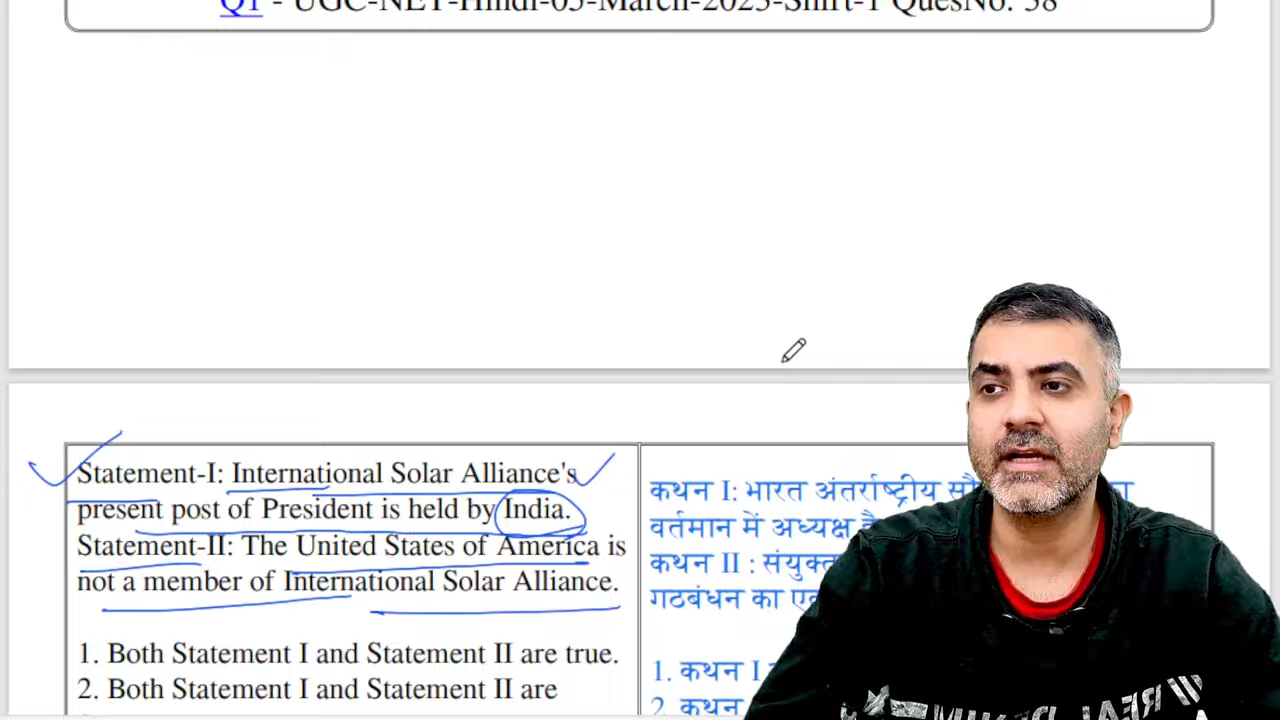 Q1 - UGC-NET-Hindi-05-March-2023-Shift-1 QuesNo. 58
Statement-I: International Solar Alliance's
present post of President is held by India.
Statement-II: The United States of America is
not a member of International Solar Alliance.
1. Both Statement I and Statement II are true.
2. Both Statement I and Statement II are
कथन I: भारत अंतर्राष्ट्रीय
वर्तमान में अध्यक्ष है
कथन II : संयुक्त
गठबंधन का
1. कथन I
2. कथन